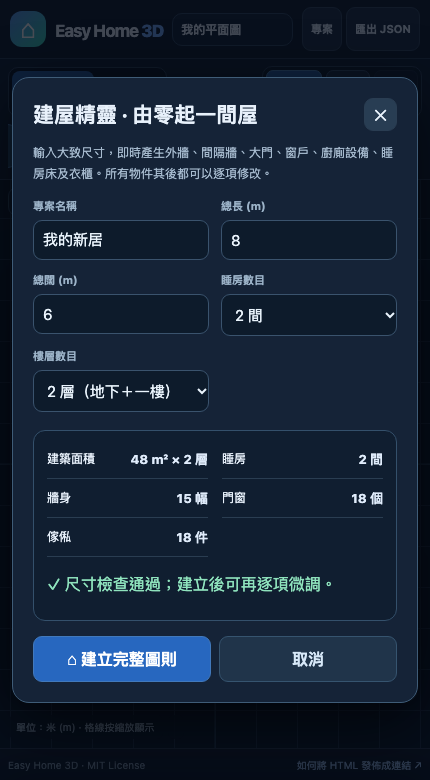 Easy Home 3D
我的平面圖
專案
匯出 JSON
建屋精靈 · 由零起一間屋
輸入大致尺寸，即時產生外牆、間隔牆、大門、窗戶、廚廁設備、睡
房床及衣櫃。所有物件其後都可以逐項修改。
專案名稱
總長 (m)
我的新居
8
總闊 (m)
睡房數目
6
2 間
樓層數目
2 層（地下＋一樓）
建築面積
48 m² × 2 層
睡房
2 間
牆身
15 幅
門窗
18 個
傢俬
18 件
✓ 尺寸檢查通過；建立後可再逐項微調。
⌂ 建立完整圖則
取消
單位：米 (m) · 格線按縮放顯示
Easy Home 3D · MIT License
如何將 HTML 發佈成連結 ↗